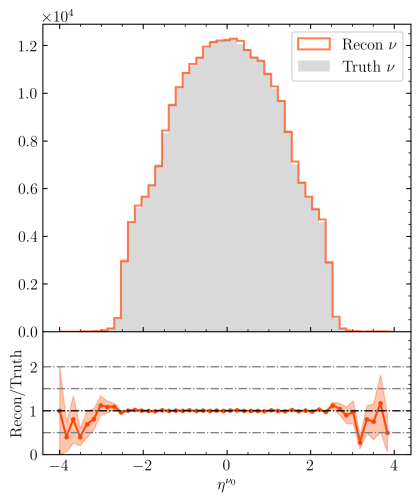 ×10⁴
Recon ν
Truth ν
1.2
1.0
0.8
0.6
0.4
0.2
0.0
Recon/Truth
2
1
0
−4 −2 0 2 4
η^{ν₀}